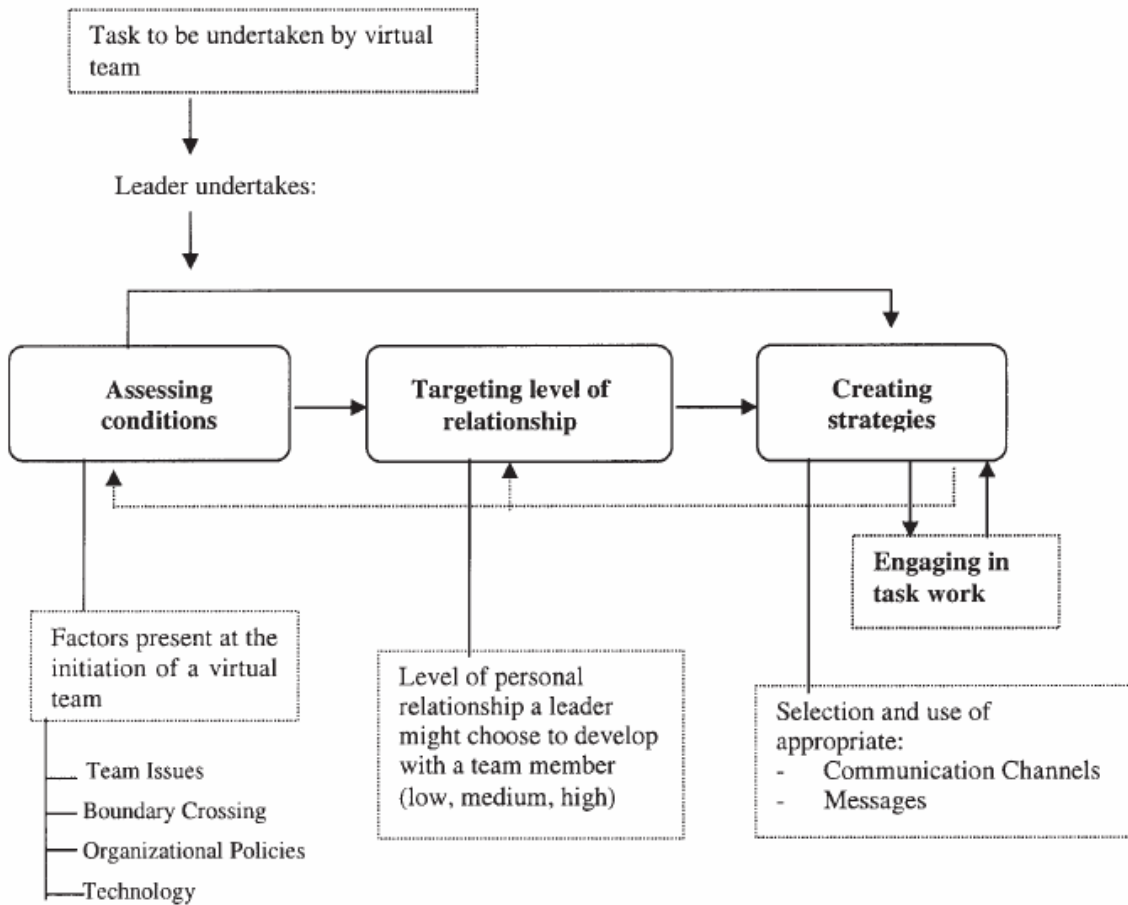 Task to be undertaken by virtual
team
Leader undertakes:
Assessing
conditions
Targeting level of
relationship
Creating
strategies
Engaging in
task work
Factors present at the
initiation of a virtual
team
Team Issues
Boundary Crossing
Organizational Policies
Technology
Level of personal
relationship a leader
might choose to develop
with a team member
(low, medium, high)
Selection and use of
appropriate:
- Communication Channels
- Messages